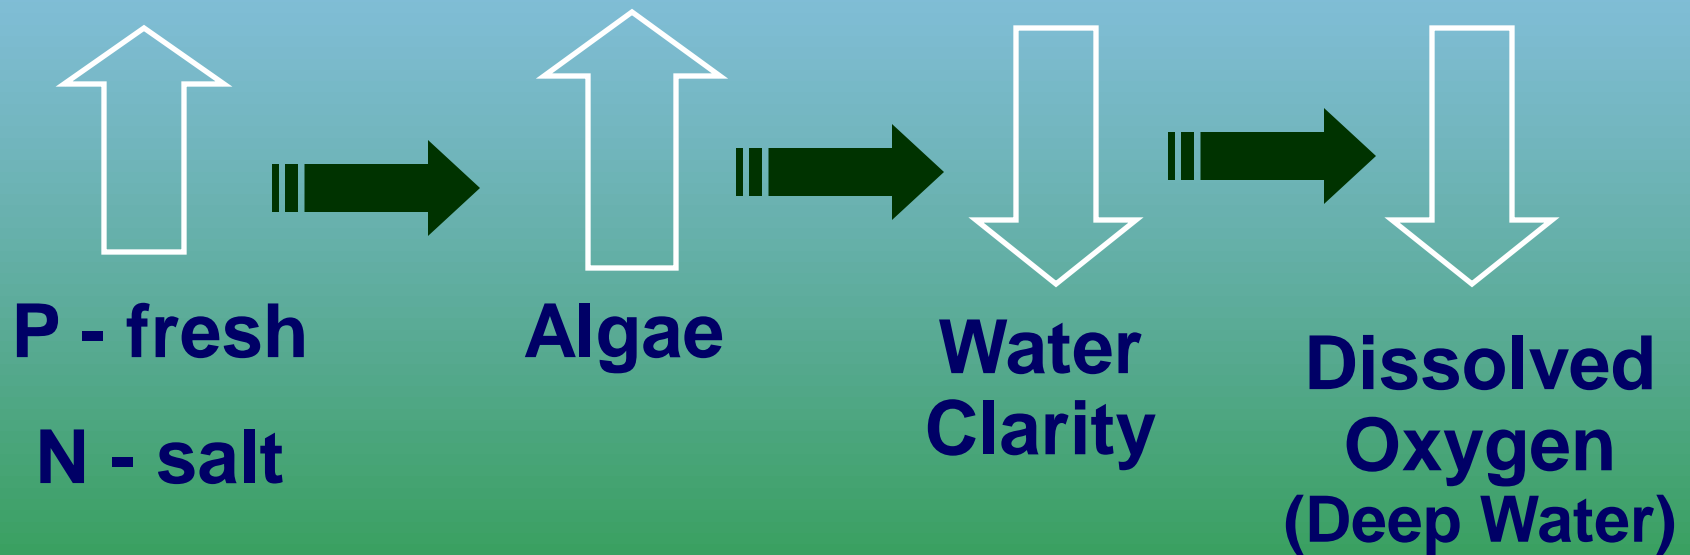 P - fresh
N - salt
Algae
Water
Clarity
Dissolved
Oxygen
(Deep Water)